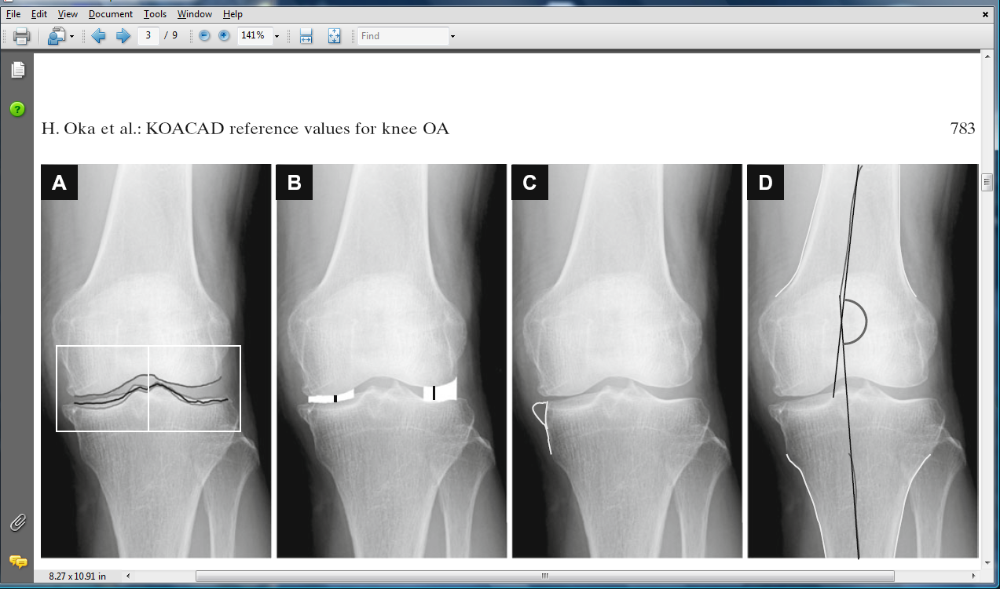 File Edit View Document Tools Window Help
3 / 9 141% Find
H. Oka et al.: KOACAD reference values for knee OA 783
A B C D
8.27 x 10.91 in